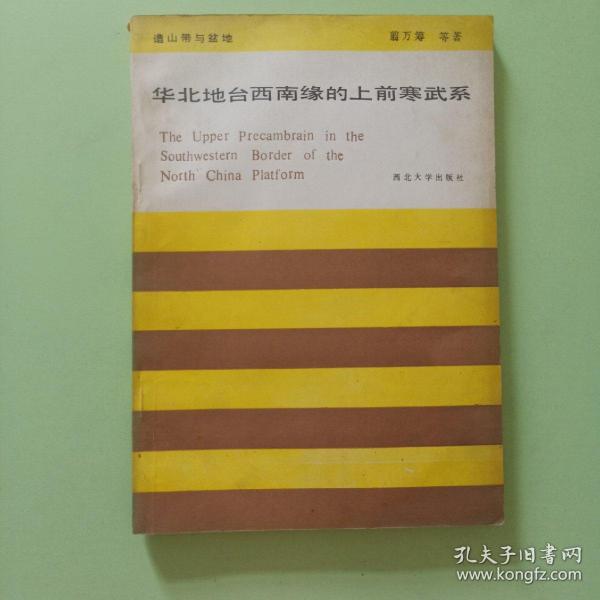 造山带与盆地
翦万筹 等著
华北地台西南缘的上前寒武系
The Upper Precambrain in the
Southwestern Border of the
North China Platform
西北大学出版社
孔夫子旧书网
www.kongfz.com